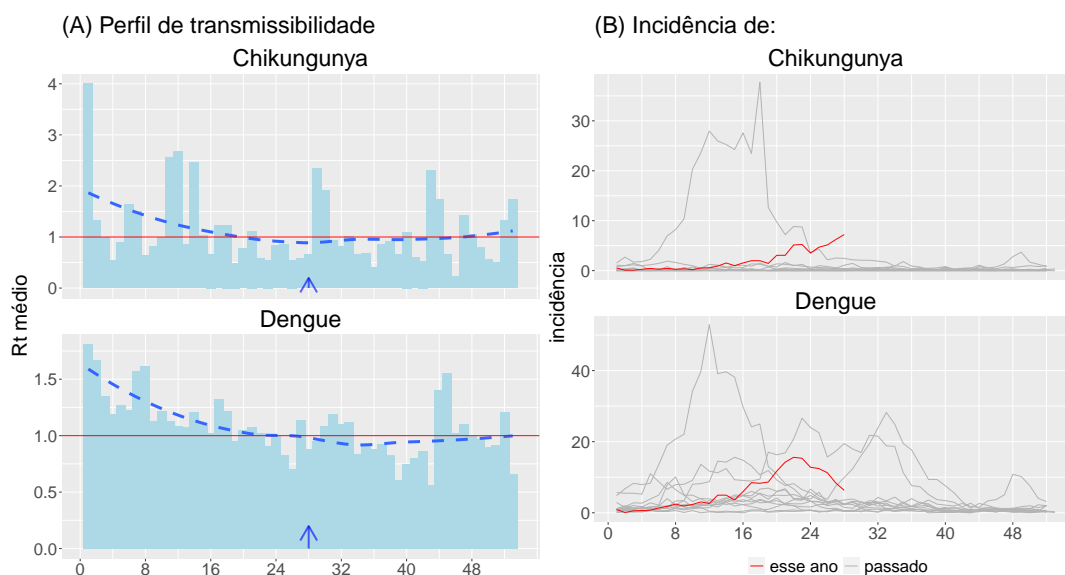 (A) Perfil de transmissibilidade
Chikungunya
4
3
2
1
0
Dengue
1.5
1.0
0.5
0.0
0 8 16 24 32 40 48
Rt médio
(B) Incidência de:
Chikungunya
30
20
10
0
Dengue
40
20
0
0 8 16 24 32 40 48
incidência
esse ano passado